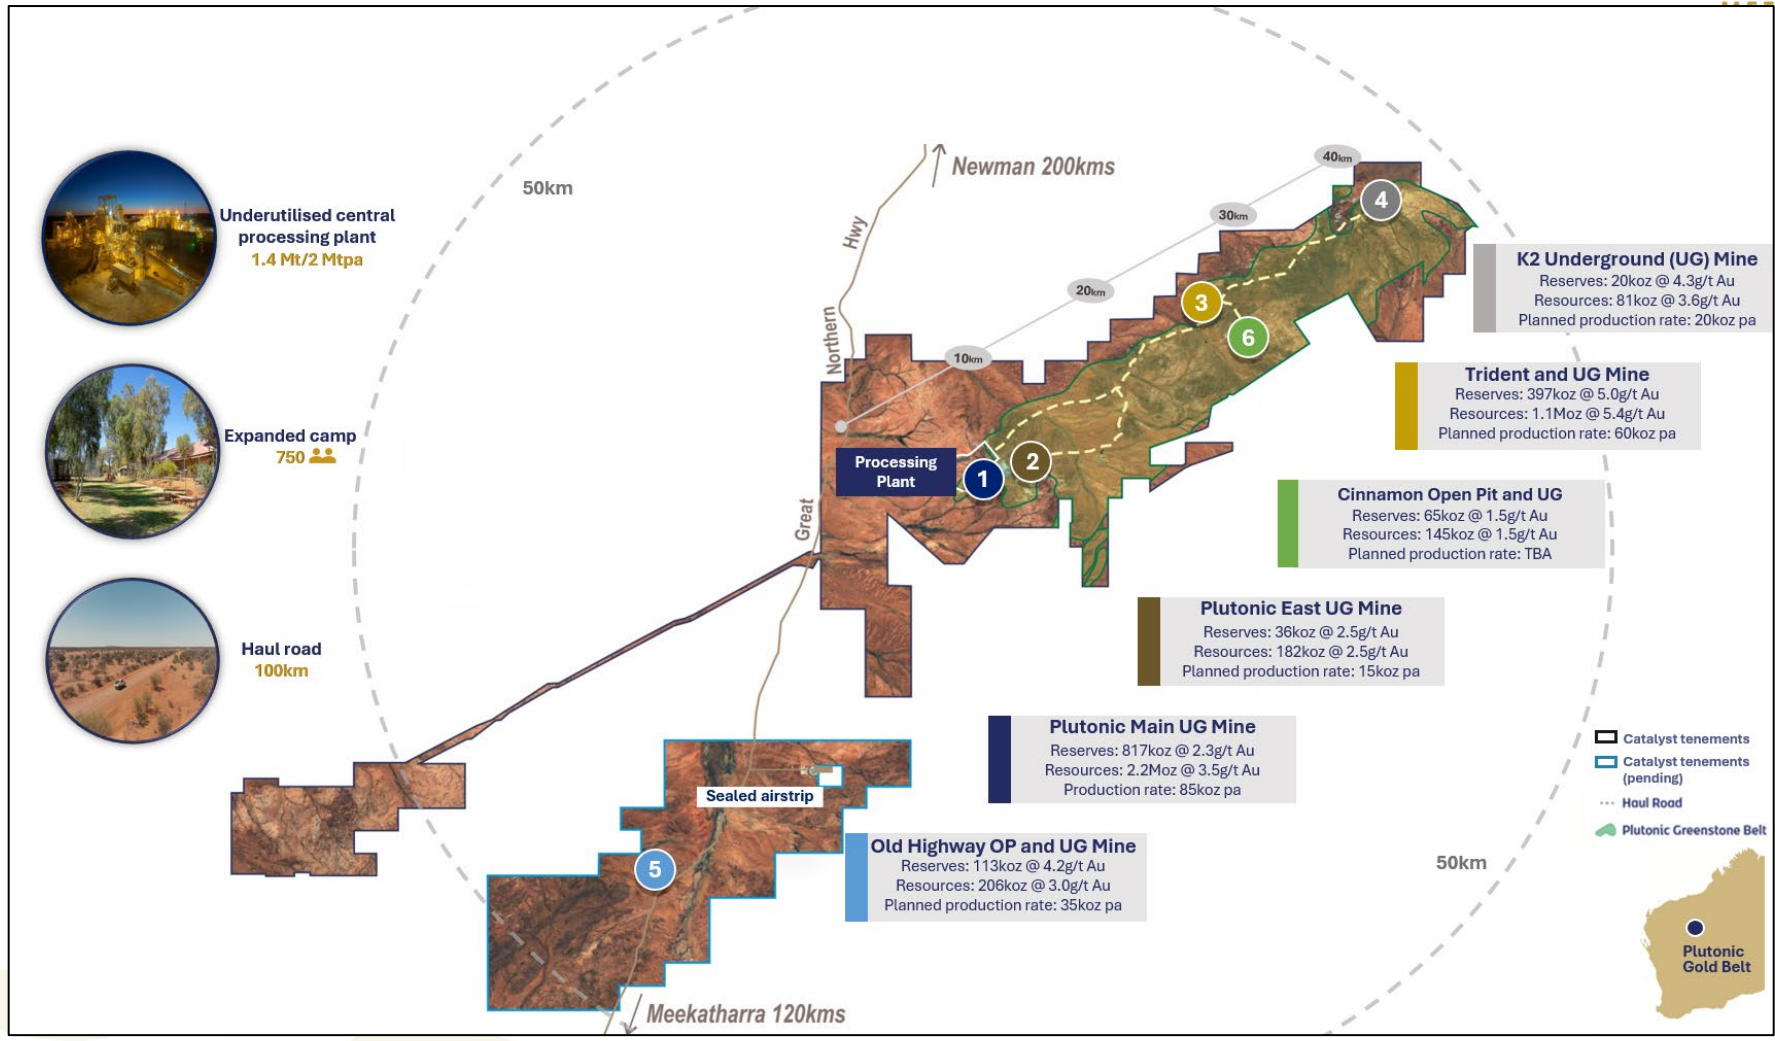 50km
Newman 200kms
Hwy
Northern
Great
10km
20km
30km
40km
Underutilised central
processing plant
1.4 Mt/2 Mtpa
Expanded camp
750
Haul road
100km
Processing
Plant
1
2
3
4
5
6
K2 Underground (UG) Mine
Reserves: 20koz @ 4.3g/t Au
Resources: 81koz @ 3.6g/t Au
Planned production rate: 20koz pa
Trident and UG Mine
Reserves: 397koz @ 5.0g/t Au
Resources: 1.1Moz @ 5.4g/t Au
Planned production rate: 60koz pa
Cinnamon Open Pit and UG
Reserves: 65koz @ 1.5g/t Au
Resources: 145koz @ 1.5g/t Au
Planned production rate: TBA
Plutonic East UG Mine
Reserves: 36koz @ 2.5g/t Au
Resources: 182koz @ 2.5g/t Au
Planned production rate: 15koz pa
Plutonic Main UG Mine
Reserves: 817koz @ 2.3g/t Au
Resources: 2.2Moz @ 3.5g/t Au
Production rate: 85koz pa
Sealed airstrip
Old Highway OP and UG Mine
Reserves: 113koz @ 4.2g/t Au
Resources: 206koz @ 3.0g/t Au
Planned production rate: 35koz pa
Meekatharra 120kms
50km
Catalyst tenements
Catalyst tenements
(pending)
Haul Road
Plutonic Greenstone Belt
Plutonic
Gold Belt